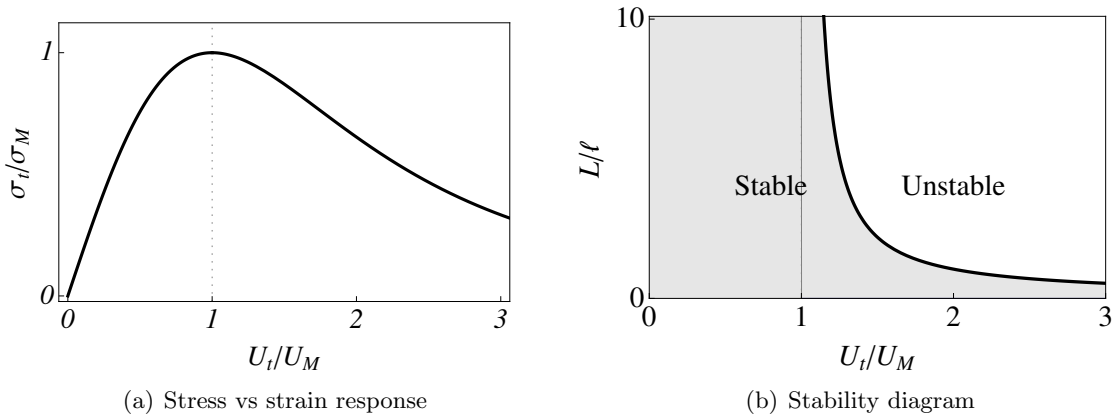 1
σt/σM
0
0 1 2 3
Ut/UM
(a) Stress vs strain response
10
L/ℓ
Stable Unstable
0
0 1 2 3
Ut/UM
(b) Stability diagram